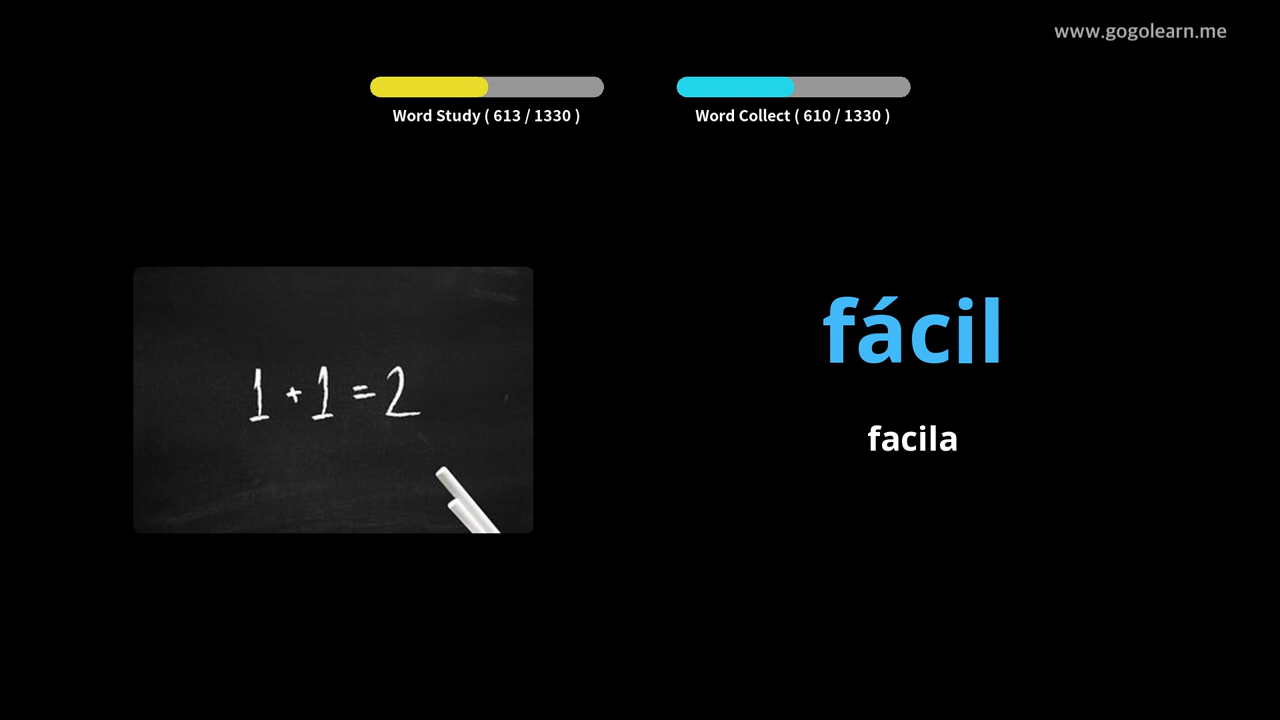 www.gogolearn.me
Word Study ( 613 / 1330 )
Word Collect ( 610 / 1330 )
1 + 1 = 2
fácil
facila